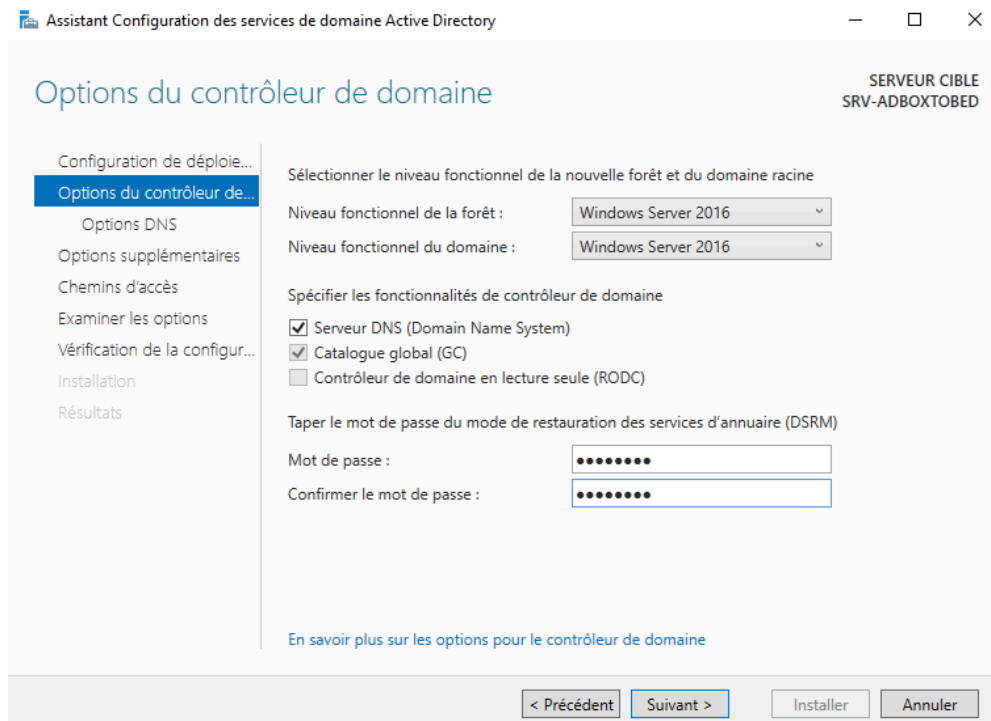 Assistant Configuration des services de domaine Active Directory
Options du contrôleur de domaine
SERVEUR CIBLE
SRV-ADBOXTOBED
Configuration de déploie...
Options du contrôleur de...
Options DNS
Options supplémentaires
Chemins d'accès
Examiner les options
Vérification de la configur...
Installation
Résultats
Sélectionner le niveau fonctionnel de la nouvelle forêt et du domaine racine
Niveau fonctionnel de la forêt : Windows Server 2016
Niveau fonctionnel du domaine : Windows Server 2016
Spécifier les fonctionnalités de contrôleur de domaine
Serveur DNS (Domain Name System)
Catalogue global (GC)
Contrôleur de domaine en lecture seule (RODC)
Taper le mot de passe du mode de restauration des services d'annuaire (DSRM)
Mot de passe : ●●●●●●●●
Confirmer le mot de passe : ●●●●●●●●
En savoir plus sur les options pour le contrôleur de domaine
< Précédent Suivant > Installer Annuler